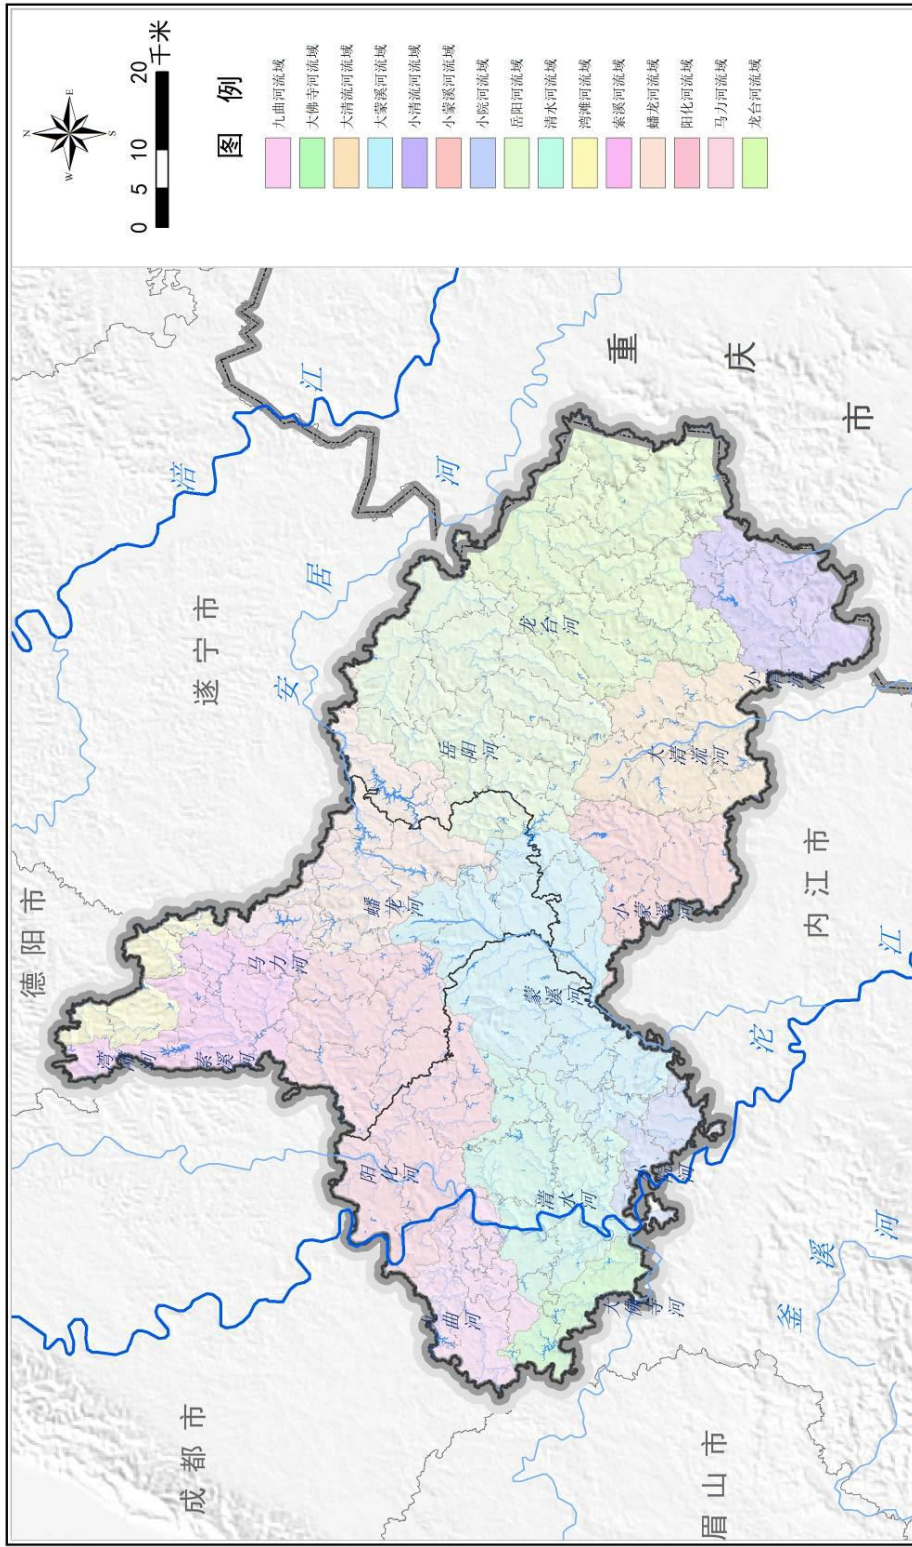 N
W
E
S
0 5 10 20
千米
图 例
九曲河流域
大佛寺河流域
大清流河流域
大蒙溪河流域
小清流河流域
小蒙溪河流域
小院河流域
岳阳河流域
清水河流域
湾滩河流域
索溪河流域
蟠龙河流域
阳化河流域
马力河流域
龙台河流域
德阳市
遂宁市
成都市
眉山市
内江市
重庆市
涪江
安居河
沱江
釜溪河
索溪河
马力河
蟠龙河
阳化河
岳阳河
龙台河
蒙溪河
清水河
小蒙溪河
大清流河
大佛寺河
曲河